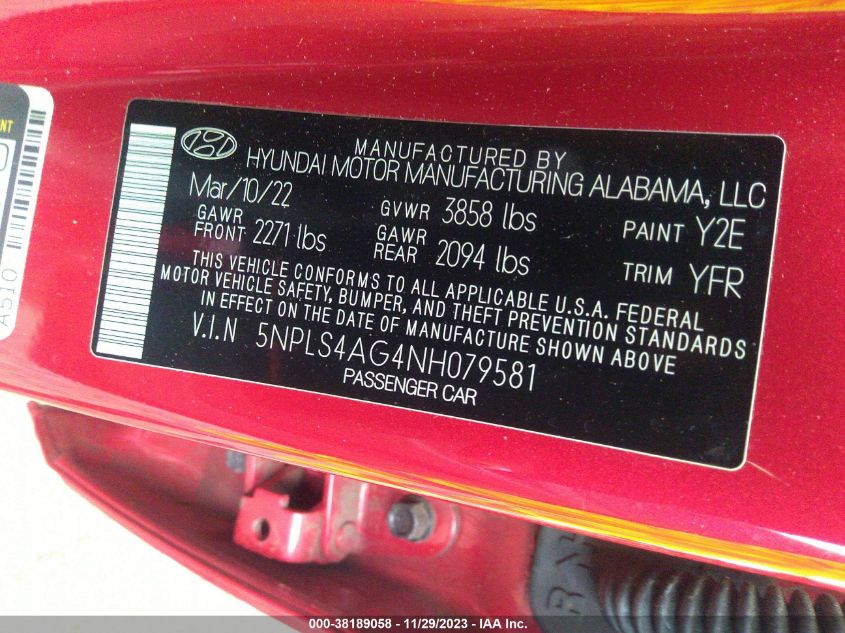 MANUFACTURED BY
HYUNDAI MOTOR MANUFACTURING ALABAMA, LLC
Mar/10/22 GVWR 3858 lbs PAINT Y2E
GAWR FRONT 2271 lbs GAWR REAR 2094 lbs TRIM YFR
THIS VEHICLE CONFORMS TO ALL APPLICABLE U.S.A. FEDERAL
MOTOR VEHICLE SAFETY, BUMPER, AND THEFT PREVENTION STANDARDS
IN EFFECT ON THE DATE OF MANUFACTURE SHOWN ABOVE
V.I.N 5NPLS4AG4NH079581
PASSENGER CAR
A510
000-38189058 - 11/29/2023 - IAA Inc.